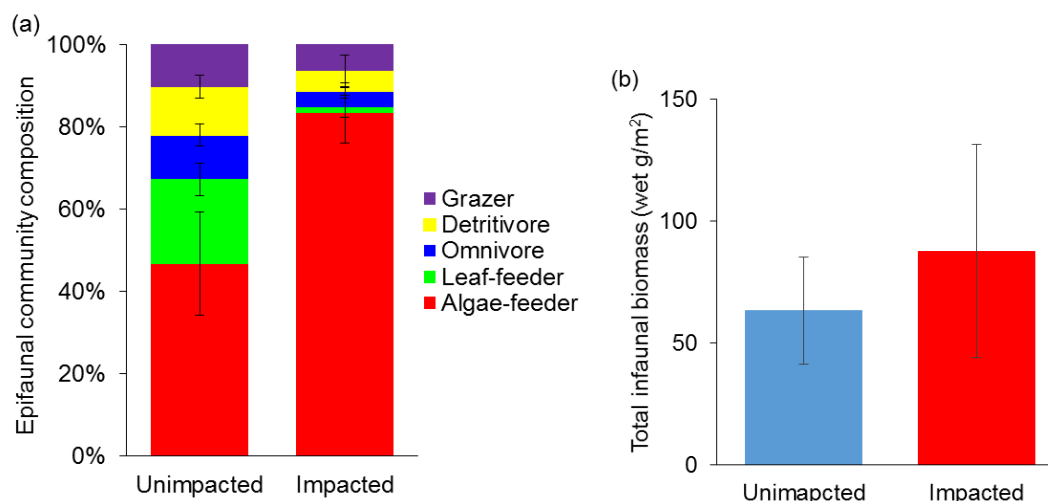 (a)
100%
80%
60%
40%
20%
0%
Epifaunal community composition
Unimpacted
Impacted
Grazer
Detritivore
Omnivore
Leaf-feeder
Algae-feeder
(b)
150
100
50
0
Total infaunal biomass (wet g/m²)
Unimapcted
Impacted